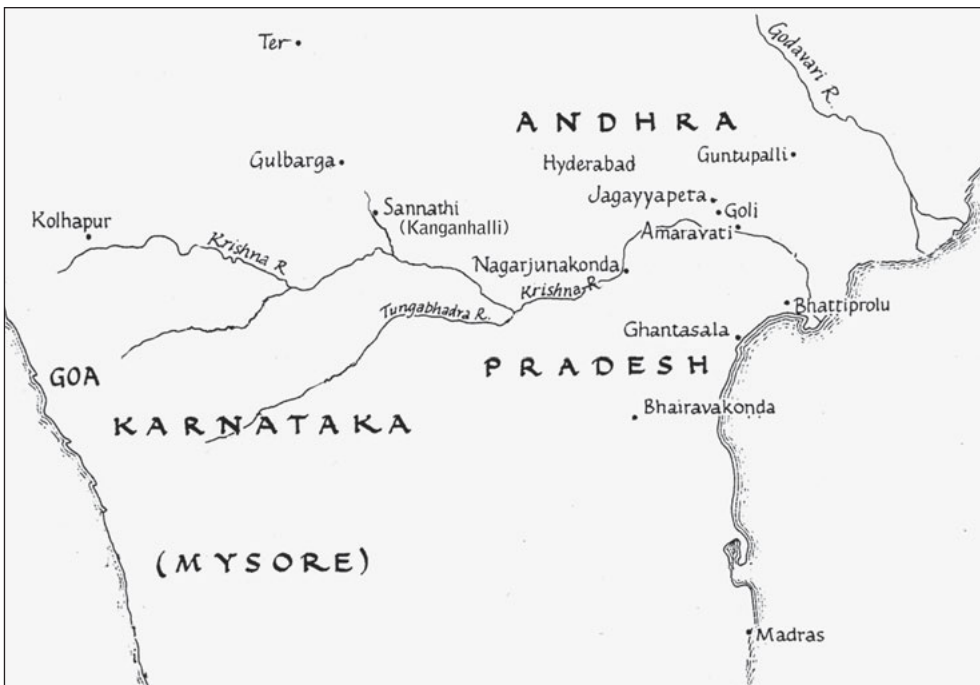 Ter
Godavari R.
ANDHRA
Gulbarga
Hyderabad
Guntupalli
Jagayyapeta
Sannathi
(Kanganhalli)
Goli
Kolhapur
Amaravati
Krishna R
Nagarjunakonda
Krishna R
Tungabhadra R.
Bhattiprolu
Ghantasala
GOA
PRADESH
KARNATAKA
Bhairavakonda
(MYSORE)
Madras